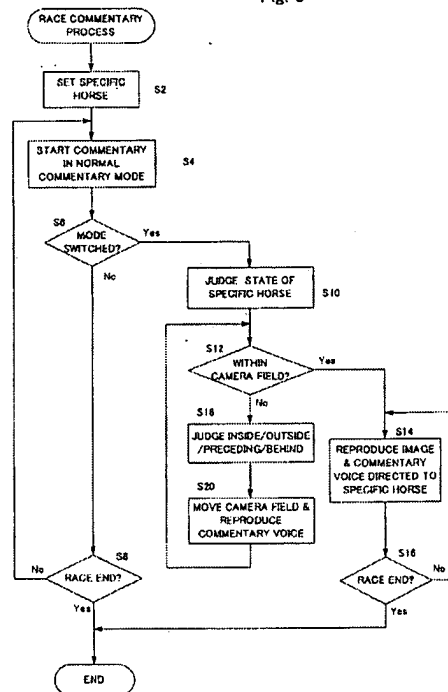 Fig.
RACE COMMENTARY
PROCESS
SET SPECIFIC
HORSE
S2
START COMMENTARY
IN NORMAL
COMMENTARY MODE
S4
S6
MODE
SWITCHED?
Yes
No
JUDGE STATE OF
SPECIFIC HORSE
S10
S12
WITHIN
CAMERA FIELD?
Yes
No
S18
JUDGE INSIDE/OUTSIDE
/PRECEDING/BEHIND
S14
REPRODUCE IMAGE
& COMMENTARY
VOICE DIRECTED TO
SPECIFIC HORSE
S20
MOVE CAMERA FIELD &
REPRODUCE
COMMENTARY VOICE
S8
RACE END?
No
Yes
S16
RACE END?
No
Yes
END